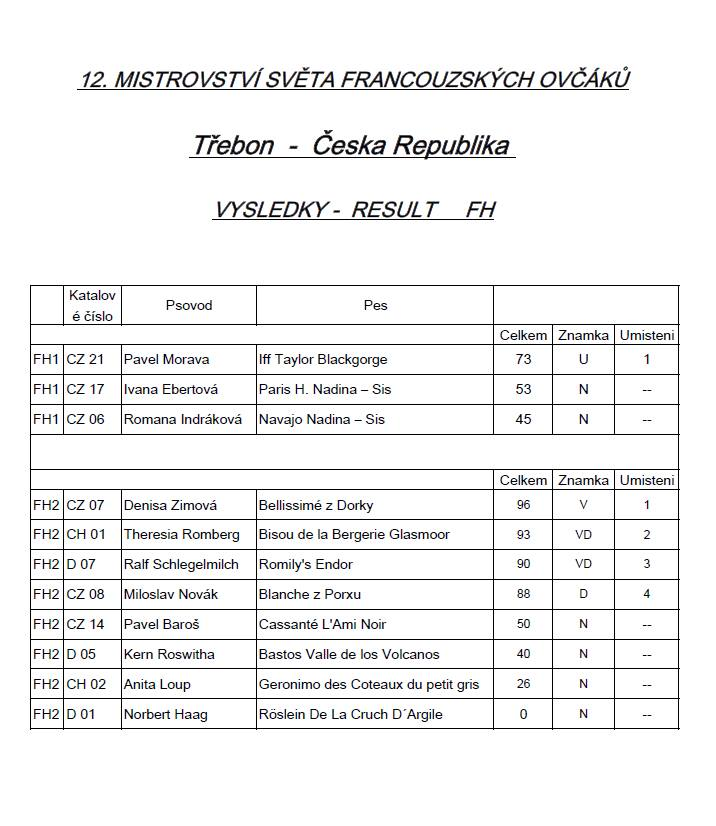 12. MISTROVSTVÍ SVĚTA FRANCOUZSKÝCH OVČÁKŮ
Třebon - Česka Republika
VYSLEDKY - RESULT FH
Katalov
é číslo Psovod Pes
Celkem Znamka Umisteni
FH1 CZ 21 Pavel Morava Iff Taylor Blackgorge 73 U 1
FH1 CZ 17 Ivana Ebertová Paris H. Nadina – Sis 53 N --
FH1 CZ 06 Romana Indráková Navajo Nadina – Sis 45 N --
Celkem Znamka Umisteni
FH2 CZ 07 Denisa Zimová Bellissimé z Dorky 96 V 1
FH2 CH 01 Theresia Romberg Bisou de la Bergerie Glasmoor 93 VD 2
FH2 D 07 Ralf Schlegelmilch Romily's Endor 90 VD 3
FH2 CZ 08 Miloslav Novák Blanche z Porxu 88 D 4
FH2 CZ 14 Pavel Baroš Cassanté L'Ami Noir 50 N --
FH2 D 05 Kern Roswitha Bastos Valle de los Volcanos 40 N --
FH2 CH 02 Anita Loup Geronimo des Coteaux du petit gris 26 N --
FH2 D 01 Norbert Haag Röslein De La Cruch D´Argile 0 N --